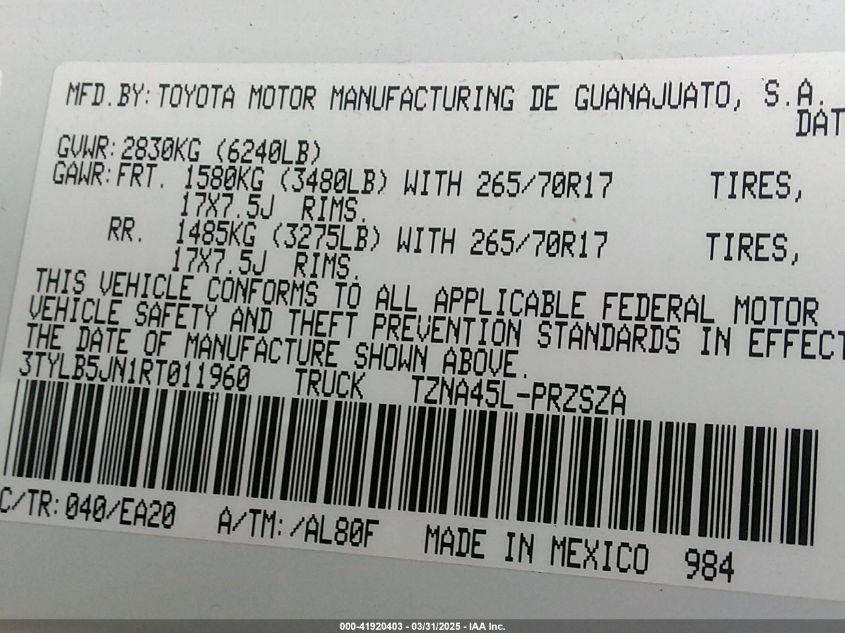 MFD.BY:TOYOTA MOTOR MANUFACTURING DE GUANAJUATO, S.A.
DAT
GVWR:2830KG (6240LB)
GAWR:FRT. 1580KG (3480LB) WITH 265/70R17 TIRES,
17X7.5J RIMS.
RR. 1485KG (3275LB) WITH 265/70R17 TIRES,
17X7.5J RIMS.
THIS VEHICLE CONFORMS TO ALL APPLICABLE FEDERAL MOTOR
VEHICLE SAFETY AND THEFT PREVENTION STANDARDS IN EFFECT
THE DATE OF MANUFACTURE SHOWN ABOVE.
3TYLB5JN1RT011960 TRUCK TZNA45L-PRZSZA
C/TR:040/EA20 A/TM:/AL80F MADE IN MEXICO 984
000-41920403 - 03/31/2025 - IAA Inc.